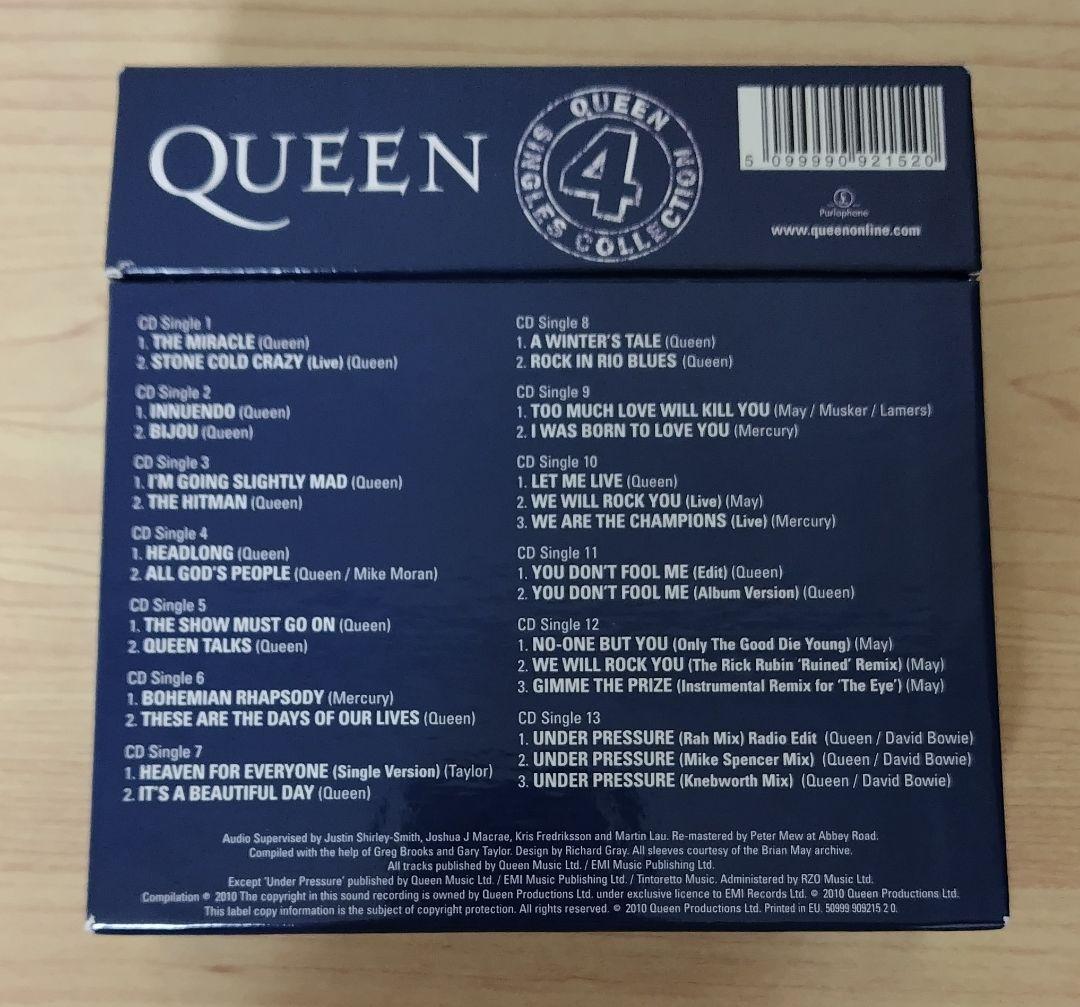 QUEEN
QUEEN
SINGLES COLLECTION
4
5 099990 921520
Parlophone
www.queenonline.com
CD Single 1
1. THE MIRACLE (Queen)
2. STONE COLD CRAZY (Live) (Queen)
CD Single 2
1. INNUENDO (Queen)
2. BIJOU (Queen)
CD Single 3
1. I'M GOING SLIGHTLY MAD (Queen)
2. THE HITMAN (Queen)
CD Single 4
1. HEADLONG (Queen)
2. ALL GOD'S PEOPLE (Queen / Mike Moran)
CD Single 5
1. THE SHOW MUST GO ON (Queen)
2. QUEEN TALKS (Queen)
CD Single 6
1. BOHEMIAN RHAPSODY (Mercury)
2. THESE ARE THE DAYS OF OUR LIVES (Queen)
CD Single 7
1. HEAVEN FOR EVERYONE (Single Version) (Taylor)
2. IT'S A BEAUTIFUL DAY (Queen)
CD Single 8
1. A WINTER'S TALE (Queen)
2. ROCK IN RIO BLUES (Queen)
CD Single 9
1. TOO MUCH LOVE WILL KILL YOU (May / Musker / Lamers)
2. I WAS BORN TO LOVE YOU (Mercury)
CD Single 10
1. LET ME LIVE (Queen)
2. WE WILL ROCK YOU (Live) (May)
3. WE ARE THE CHAMPIONS (Live) (Mercury)
CD Single 11
1. YOU DON'T FOOL ME (Edit) (Queen)
2. YOU DON'T FOOL ME (Album Version) (Queen)
CD Single 12
1. NO-ONE BUT YOU (Only The Good Die Young) (May)
2. WE WILL ROCK YOU (The Rick Rubin 'Ruined' Remix) (May)
3. GIMME THE PRIZE (Instrumental Remix for 'The Eye') (May)
CD Single 13
1. UNDER PRESSURE (Rah Mix) Radio Edit (Queen / David Bowie)
2. UNDER PRESSURE (Mike Spencer Mix) (Queen / David Bowie)
3. UNDER PRESSURE (Knebworth Mix) (Queen / David Bowie)
Audio Supervised by Justin Shirley-Smith, Joshua J Macrae, Kris Fredriksson and Martin Lau. Re-mastered by Peter Mew at Abbey Road.
Compiled with the help of Greg Brooks and Gary Taylor. Design by Richard Gray. All sleeves courtesy of the Brian May archive.
All tracks published by Queen Music Ltd. / EMI Music Publishing Ltd.
Except 'Under Pressure' published by Queen Music Ltd. / EMI Music Publishing Ltd. / Tintoretto Music. Administered by RZO Music Ltd.
Compilation ℗ 2010 The copyright in this sound recording is owned by Queen Productions Ltd. under exclusive licence to EMI Records Ltd. © 2010 Queen Productions Ltd.
This label copy information is the subject of copyright protection. All rights reserved. © 2010 Queen Productions Ltd. Printed in EU. 50999 909215 2 0.